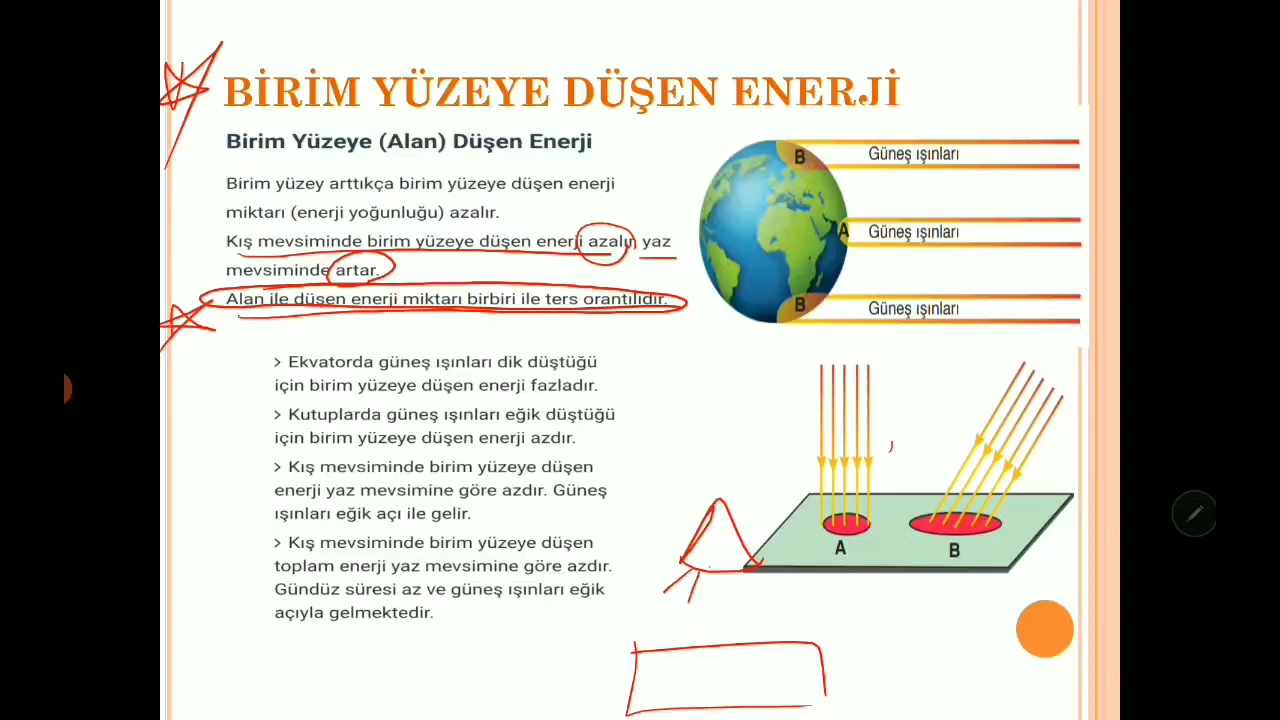 BİRİM YÜZEYE DÜŞEN ENERJİ
Birim Yüzeye (Alan) Düşen Enerji
Birim yüzey arttıkça birim yüzeye düşen enerji
miktarı (enerji yoğunluğu) azalır.
Kış mevsiminde birim yüzeye düşen enerji azalır, yaz
mevsiminde artar.
Alan ile düşen enerji miktarı birbiri ile ters orantılıdır.
> Ekvatorda güneş ışınları dik düştüğü
için birim yüzeye düşen enerji fazladır.
> Kutuplarda güneş ışınları eğik düştüğü
için birim yüzeye düşen enerji azdır.
> Kış mevsiminde birim yüzeye düşen
enerji yaz mevsimine göre azdır. Güneş
ışınları eğik açı ile gelir.
> Kış mevsiminde birim yüzeye düşen
toplam enerji yaz mevsimine göre azdır.
Gündüz süresi az ve güneş ışınları eğik
açıyla gelmektedir.
B Güneş ışınları
A Güneş ışınları
B Güneş ışınları
A B